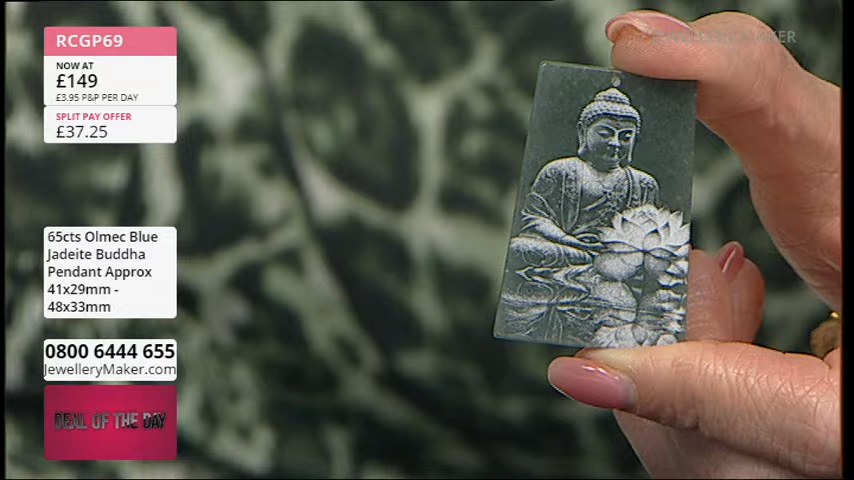 RCGP69
NOW AT
£149
£3.95 P&P PER DAY
SPLIT PAY OFFER
£37.25
65cts Olmec Blue
Jadeite Buddha
Pendant Approx
41x29mm -
48x33mm
0800 6444 655
JewelleryMaker.com
DEAL OF THE DAY